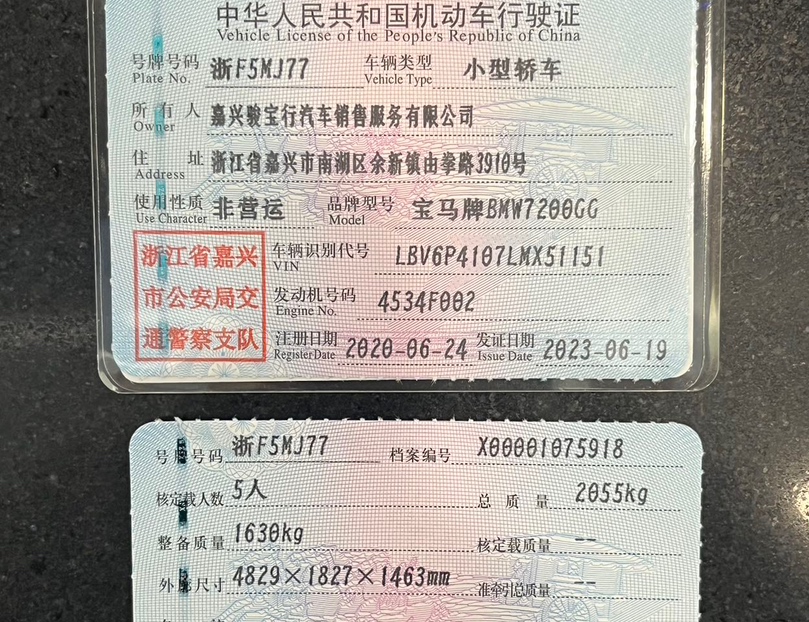 中华人民共和国机动车行驶证
Vehicle License of the People's Republic of China
号牌号码 浙F5MJ77 车辆类型 小型轿车
Plate No. Vehicle Type
所有人 嘉兴骏宝行汽车销售服务有限公司
Owner
住址 浙江省嘉兴市南湖区余新镇由拳路3910号
Address
使用性质 非营运 品牌型号 宝马牌BMW7200GG
Use Character Model
浙江省嘉兴
市公安局交
通警察支队
车辆识别代号 LBV6P4107LMX51151
VIN
发动机号码 4534F002
Engine No.
注册日期 2020-06-24 发证日期 2023-06-19
Register Date Issue Date
号牌号码 浙F5MJ77 档案编号 X00001075918
核定载人数 5人 总质量 2055kg
整备质量 1630kg 核定载质量 --
外廓尺寸 4829×1827×1463mm 准牵引总质量 --